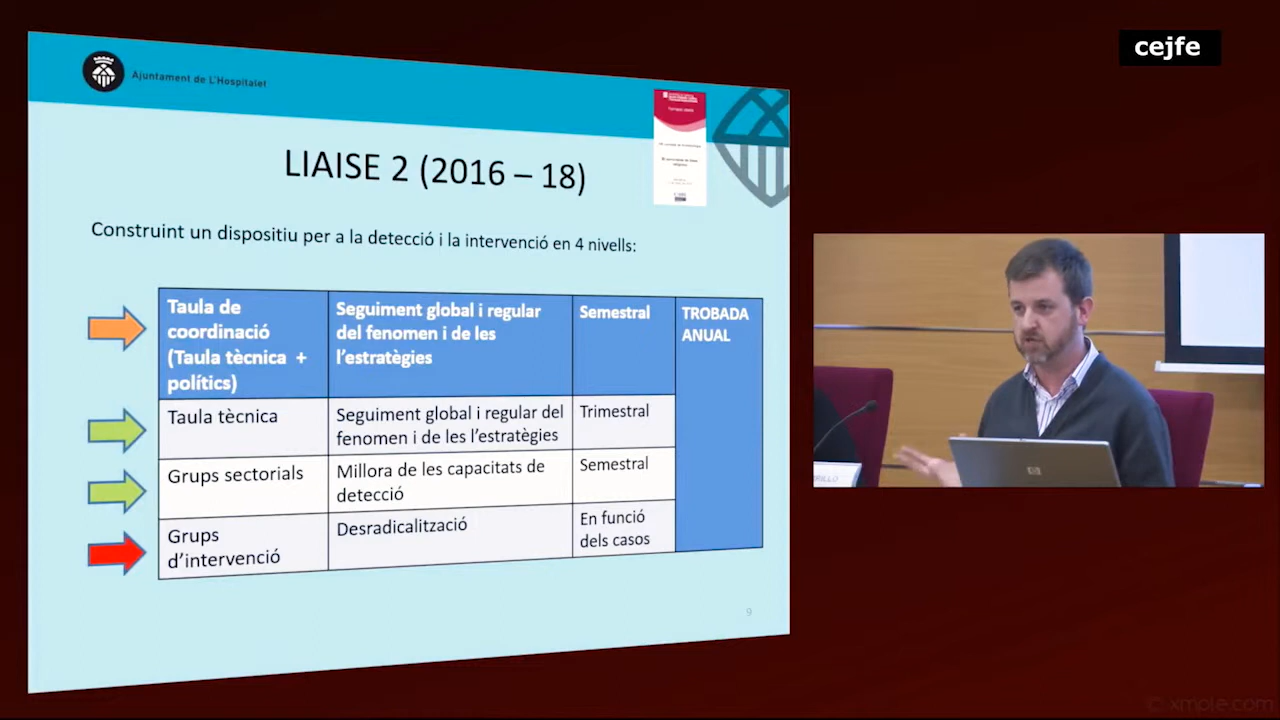 cejfe
Ajuntament de L'Hospitalet
LIAISE 2 (2016 – 18)
Construint un dispositiu per a la detecció i la intervenció en 4 nivells:
Taula de
coordinació
(Taula tècnica +
polítics)
Seguiment global i regular
del fenomen i de les
l'estratègies
Semestral
TROBADA
ANUAL
Taula tècnica
Seguiment global i regular del
fenomen i de les l'estratègies
Trimestral
Grups sectorials
Millora de les capacitats de
detecció
Semestral
Grups
d'intervenció
Desradicalització
En funció
dels casos
9
hp
© xmple.com